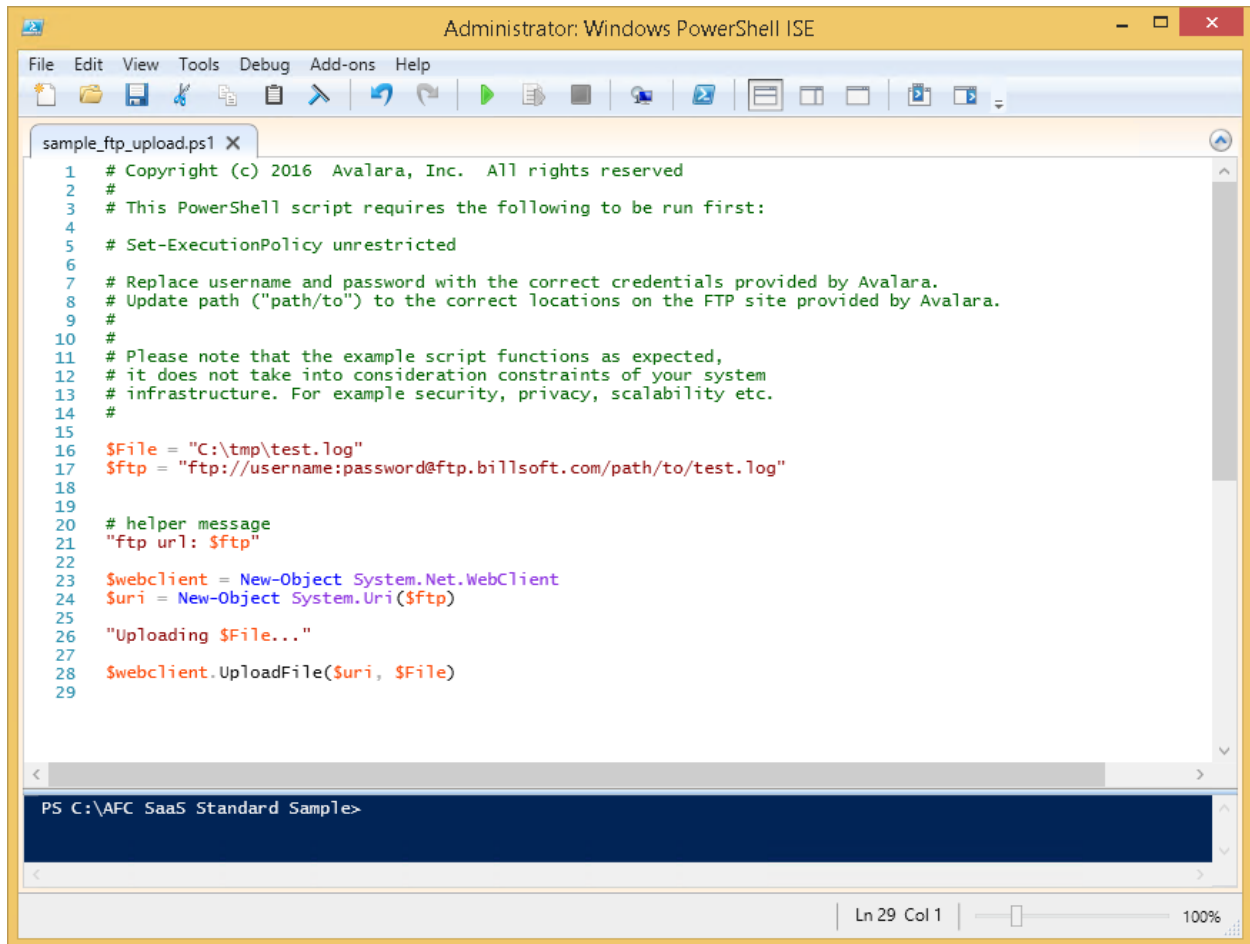 Administrator: Windows PowerShell ISE
File Edit View Tools Debug Add-ons Help
sample_ftp_upload.ps1 X
1 # Copyright (c) 2016  Avalara, Inc.  All rights reserved
2 #
3 # This PowerShell script requires the following to be run first:
4
5 # Set-ExecutionPolicy unrestricted
6
7 # Replace username and password with the correct credentials provided by Avalara.
8 # Update path ("path/to") to the correct locations on the FTP site provided by Avalara.
9 #
10 #
11 # Please note that the example script functions as expected,
12 # it does not take into consideration constraints of your system
13 # infrastructure. For example security, privacy, scalability etc.
14 #
15
16 $File = "C:\tmp\test.log"
17 $ftp = "ftp://username:password@ftp.billsoft.com/path/to/test.log"
18
19
20 # helper message
21 "ftp url: $ftp"
22
23 $webclient = New-Object System.Net.WebClient
24 $uri = New-Object System.Uri($ftp)
25
26 "Uploading $File..."
27
28 $webclient.UploadFile($uri, $File)
29
PS C:\AFC SaaS Standard Sample>
Ln 29 Col 1 100%